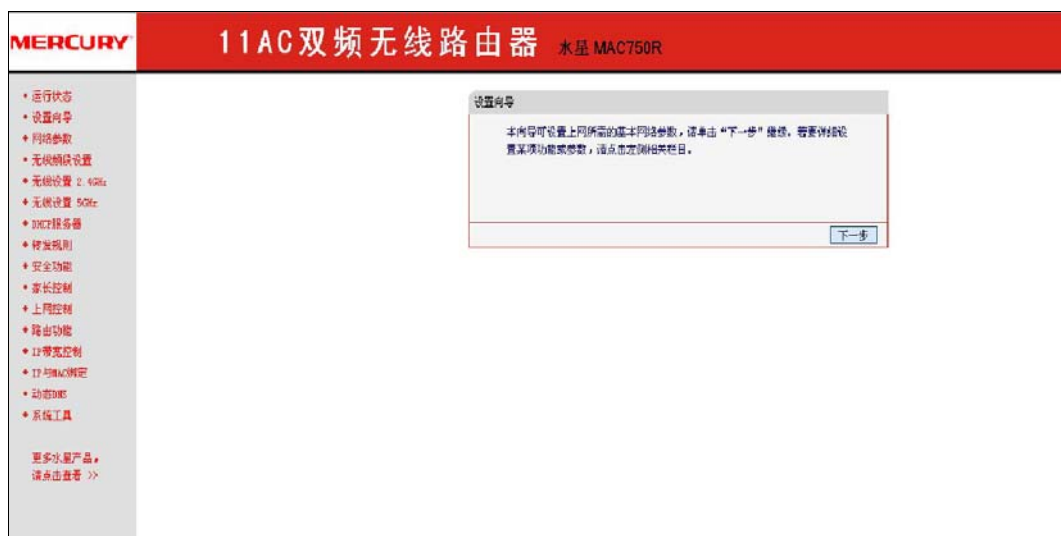 MERCURY
11AC双频无线路由器 水星 MAC750R
• 运行状态
• 设置向导
+ 网络参数
• 无线频段设置
+ 无线设置 2.4GHz
+ 无线设置 5GHz
+ DHCP服务器
+ 转发规则
+ 安全功能
• 家长控制
+ 上网控制
+ 路由功能
+ IP带宽控制
+ IP与MAC绑定
• 动态DNS
+ 系统工具
更多水星产品，
请点击查看 >>
设置向导
本向导可设置上网所需的基本网络参数，请单击“下一步”继续。若要详细设
置某项功能或参数，请点击左侧相关栏目。
下一步